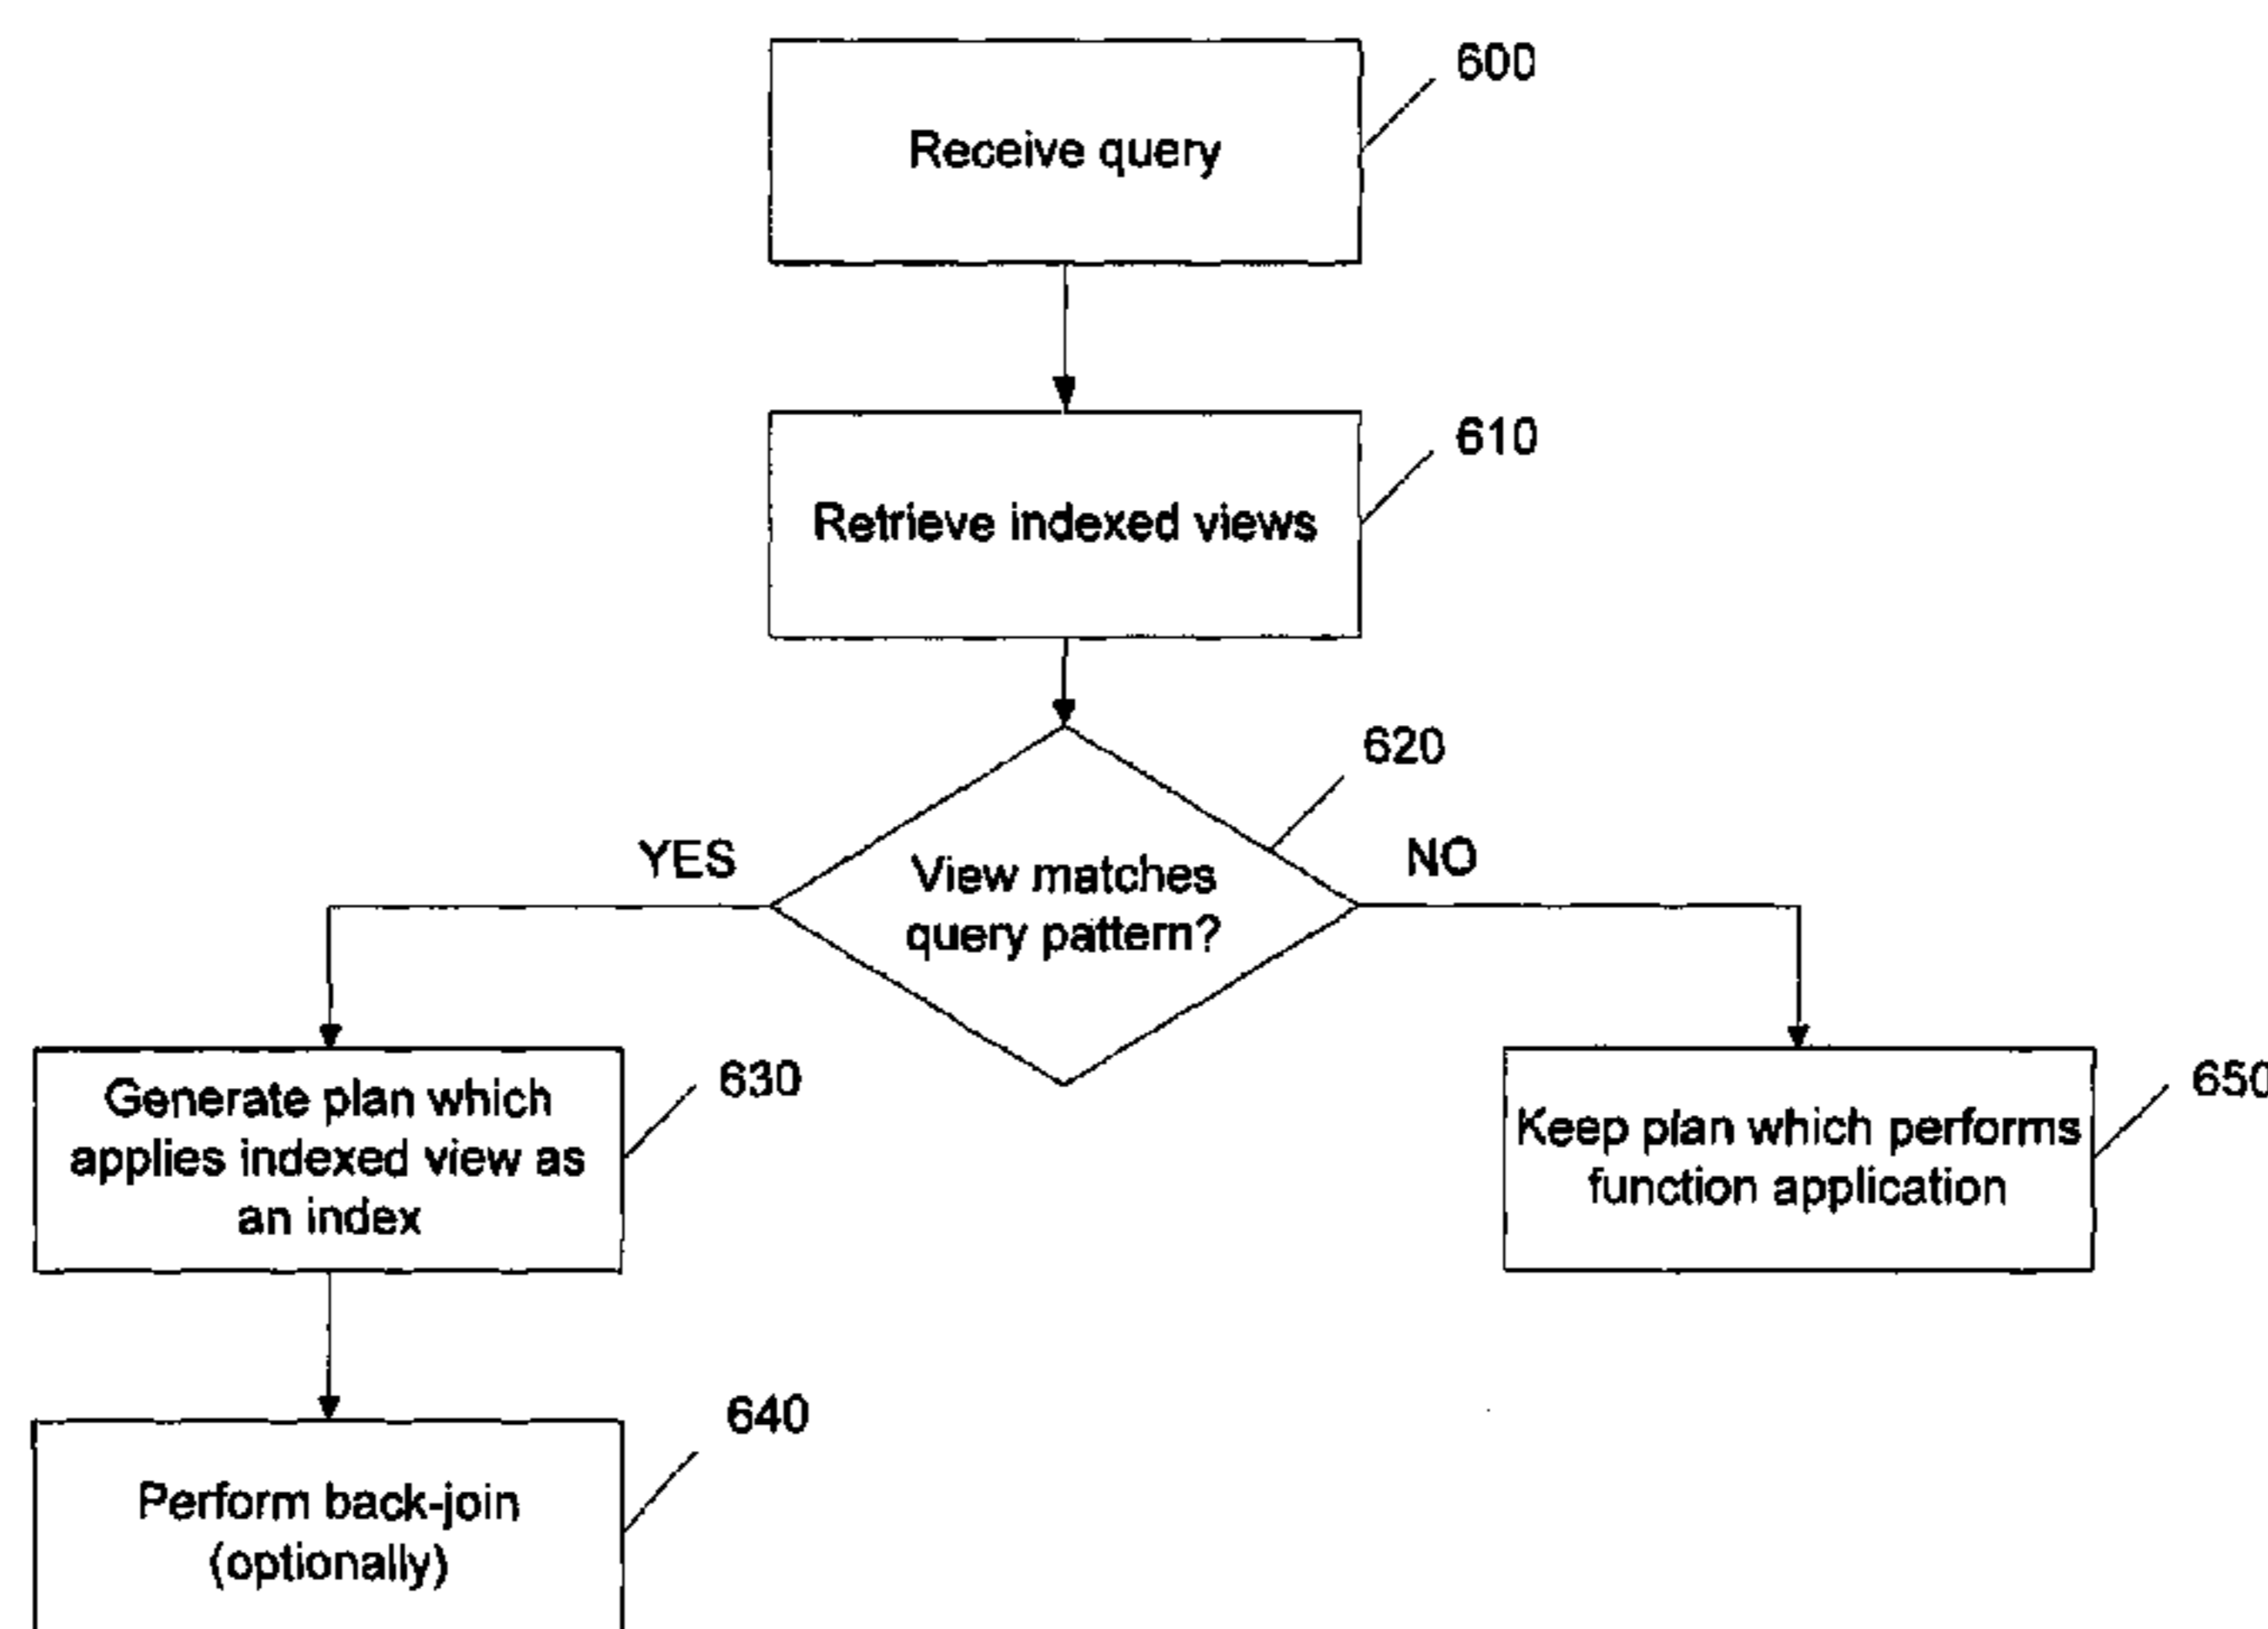 600
Receive query
610
Retrieve indexed views
620
YES
NO
View matches
query pattern?
630
Generate plan which
applies indexed view as
an index
650
Keep plan which performs
function application
640
Perform back-join
(optionally)